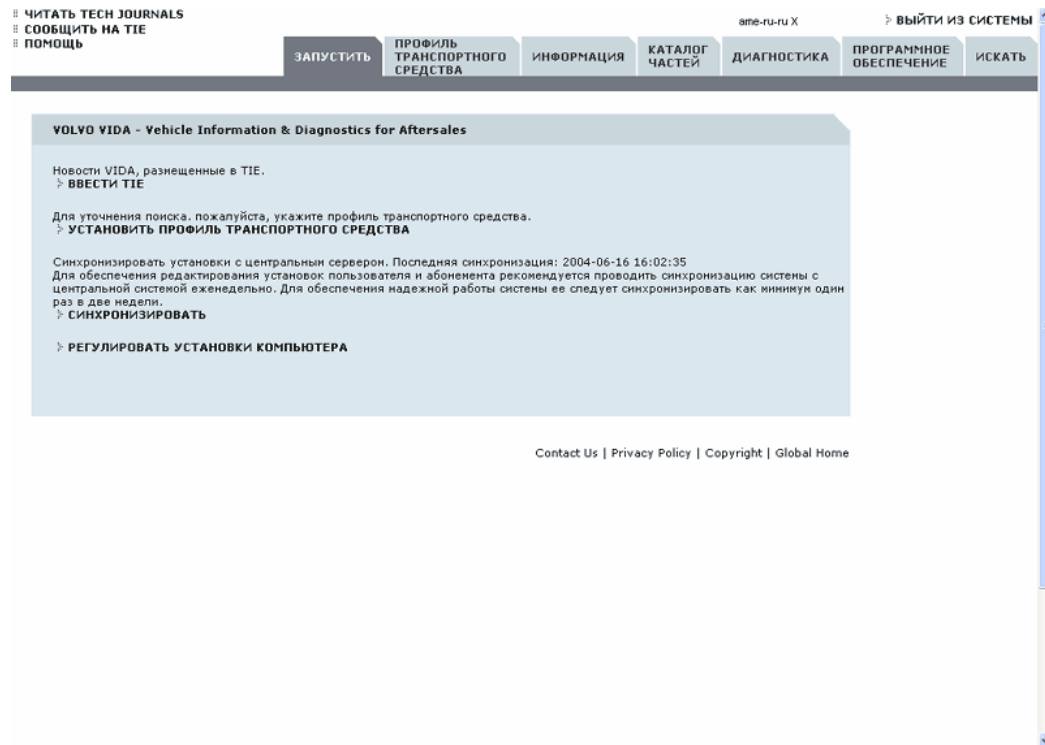 ЧИТАТЬ TECH JOURNALS
СООБЩИТЬ НА TIE
ПОМОЩЬ
ame-ru-ru X
ВЫЙТИ ИЗ СИСТЕМЫ
ЗАПУСТИТЬ
ПРОФИЛЬ
ТРАНСПОРТНОГО
СРЕДСТВА
ИНФОРМАЦИЯ
КАТАЛОГ
ЧАСТЕЙ
ДИАГНОСТИКА
ПРОГРАММНОЕ
ОБЕСПЕЧЕНИЕ
ИСКАТЬ
VOLVO VIDA - Vehicle Information & Diagnostics for Aftersales
Новости VIDA, размещенные в TIE.
ВВЕСТИ TIE
Для уточнения поиска. пожалуйста, укажите профиль транспортного средства.
УСТАНОВИТЬ ПРОФИЛЬ ТРАНСПОРТНОГО СРЕДСТВА
Синхронизировать установки с центральным сервером. Последняя синхронизация: 2004-06-16 16:02:35
Для обеспечения редактирования установок пользователя и абонемента рекомендуется проводить синхронизацию системы с
центральной системой еженедельно. Для обеспечения надежной работы системы ее следует синхронизировать как минимум один
раз в две недели.
СИНХРОНИЗИРОВАТЬ
РЕГУЛИРОВАТЬ УСТАНОВКИ КОМПЬЮТЕРА
Contact Us | Privacy Policy | Copyright | Global Home